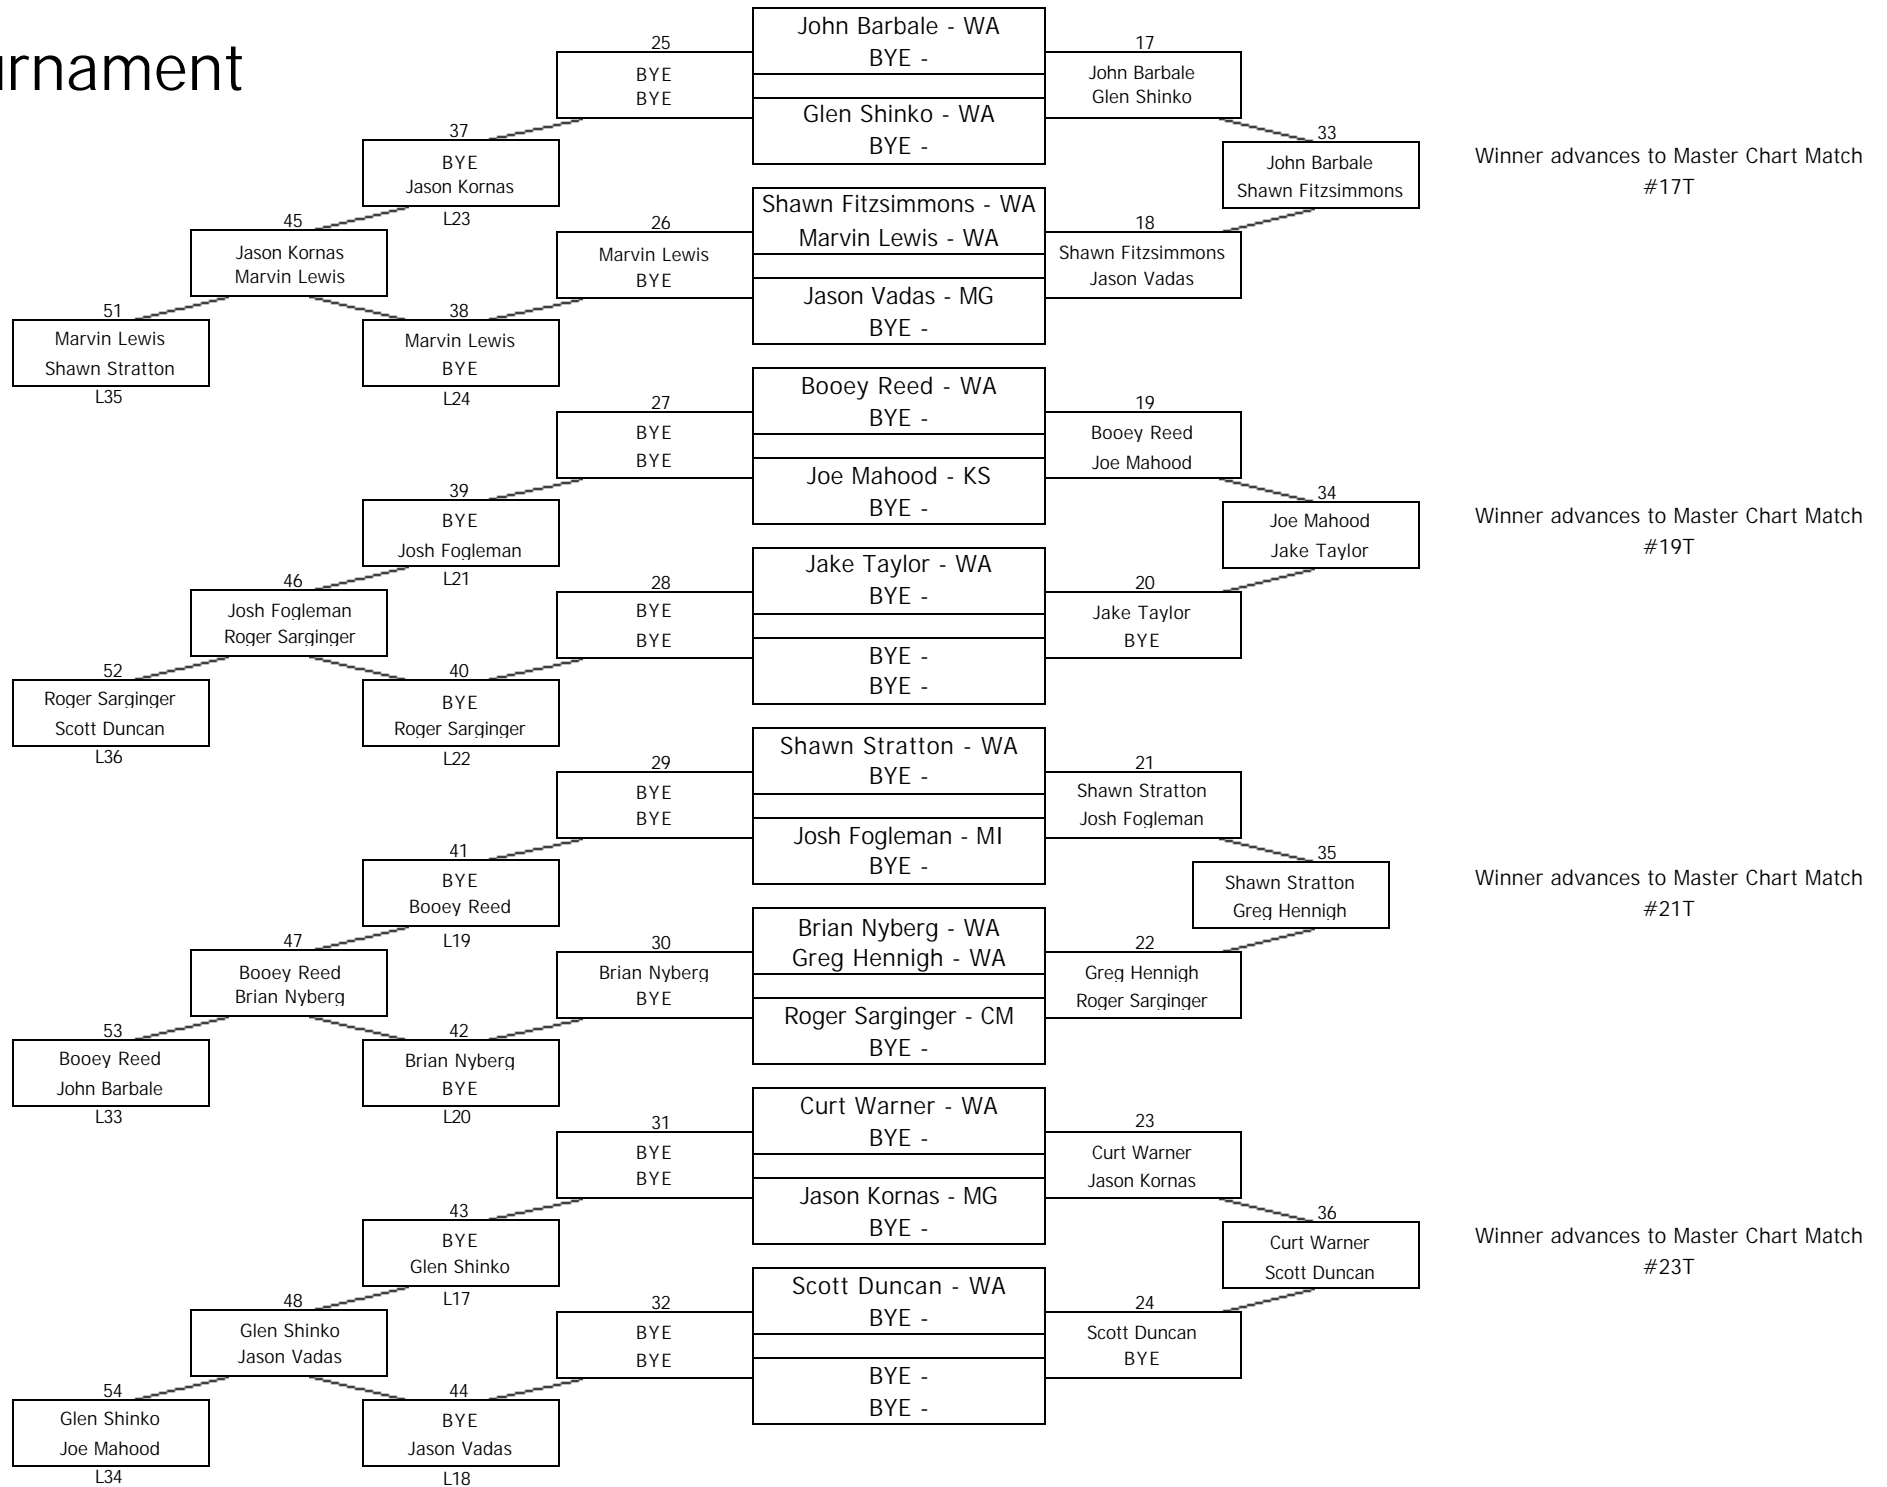 urnament
John Barbale - WA
BYE -
Glen Shinko - WA
BYE -
Shawn Fitzsimmons - WA
Marvin Lewis - WA
Jason Vadas - MG
BYE -
Booey Reed - WA
BYE -
Joe Mahood - KS
BYE -
Jake Taylor - WA
BYE -
BYE -
BYE -
Shawn Stratton - WA
BYE -
Josh Fogleman - MI
BYE -
Brian Nyberg - WA
Greg Hennigh - WA
Roger Sarginger - CM
BYE -
Curt Warner - WA
BYE -
Jason Kornas - MG
BYE -
Scott Duncan - WA
BYE -
BYE -
BYE -
17
John Barbale
Glen Shinko
18
Shawn Fitzsimmons
Jason Vadas
19
Booey Reed
Joe Mahood
20
Jake Taylor
BYE
21
Shawn Stratton
Josh Fogleman
22
Greg Hennigh
Roger Sarginger
23
Curt Warner
Jason Kornas
24
Scott Duncan
BYE
33
John Barbale
Shawn Fitzsimmons
34
Joe Mahood
Jake Taylor
35
Shawn Stratton
Greg Hennigh
36
Curt Warner
Scott Duncan
Winner advances to Master Chart Match
#17T
Winner advances to Master Chart Match
#19T
Winner advances to Master Chart Match
#21T
Winner advances to Master Chart Match
#23T
25
BYE
BYE
26
Marvin Lewis
BYE
27
BYE
BYE
28
BYE
BYE
29
BYE
BYE
30
Brian Nyberg
BYE
31
BYE
BYE
32
BYE
BYE
37
BYE
Jason Kornas
L23
38
Marvin Lewis
BYE
L24
39
BYE
Josh Fogleman
L21
40
BYE
Roger Sarginger
L22
41
BYE
Booey Reed
L19
42
Brian Nyberg
BYE
L20
43
BYE
Glen Shinko
L17
44
BYE
Jason Vadas
L18
45
Jason Kornas
Marvin Lewis
46
Josh Fogleman
Roger Sarginger
47
Booey Reed
Brian Nyberg
48
Glen Shinko
Jason Vadas
51
Marvin Lewis
Shawn Stratton
L35
52
Roger Sarginger
Scott Duncan
L36
53
Booey Reed
John Barbale
L33
54
Glen Shinko
Joe Mahood
L34